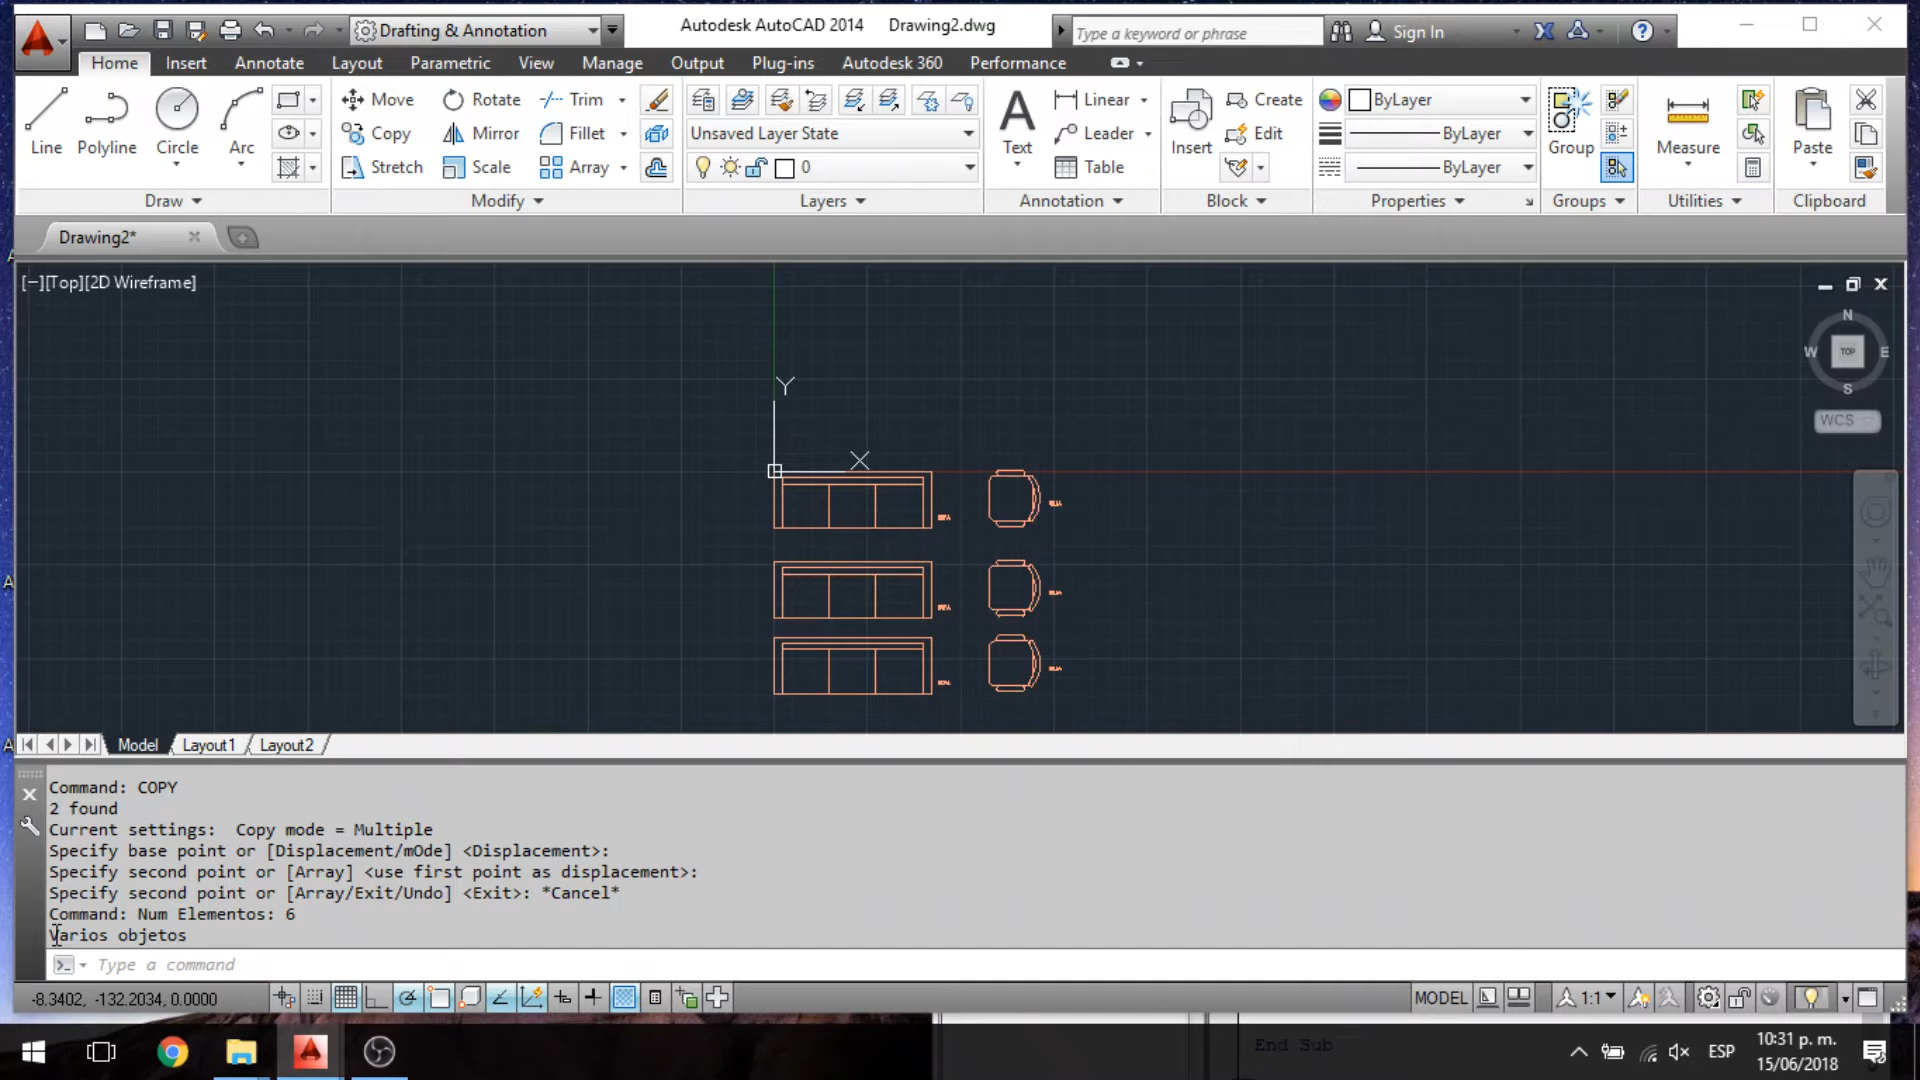 Drafting & Annotation
Autodesk AutoCAD 2014 Drawing2.dwg
Type a keyword or phrase
Sign In
Home Insert Annotate Layout Parametric View Manage Output Plug-ins Autodesk 360 Performance
Move Rotate Trim
Copy Mirror Fillet
Stretch Scale Array
Line Polyline Circle Arc
Unsaved Layer State
0
Text
Linear
Leader
Table
Insert
Create
Edit
ByLayer
ByLayer
ByLayer
Group
Measure
Paste
Draw Modify Layers Annotation Block Properties Groups Utilities Clipboard
Drawing2*
[−][Top][2D Wireframe]
N
W TOP E
S
WCS
Y
X
Model Layout1 Layout2
Command: COPY
2 found
Current settings:  Copy mode = Multiple
Specify base point or [Displacement/mOde] <Displacement>:
Specify second point or [Array] <use first point as displacement>:
Specify second point or [Array/Exit/Undo] <Exit>: *Cancel*
Command: Num Elementos: 6
Varios objetos
Type a command
-8.3402, -132.2034, 0.0000
MODEL
1:1
End Sub
ESP
10:31 p. m.
15/06/2018